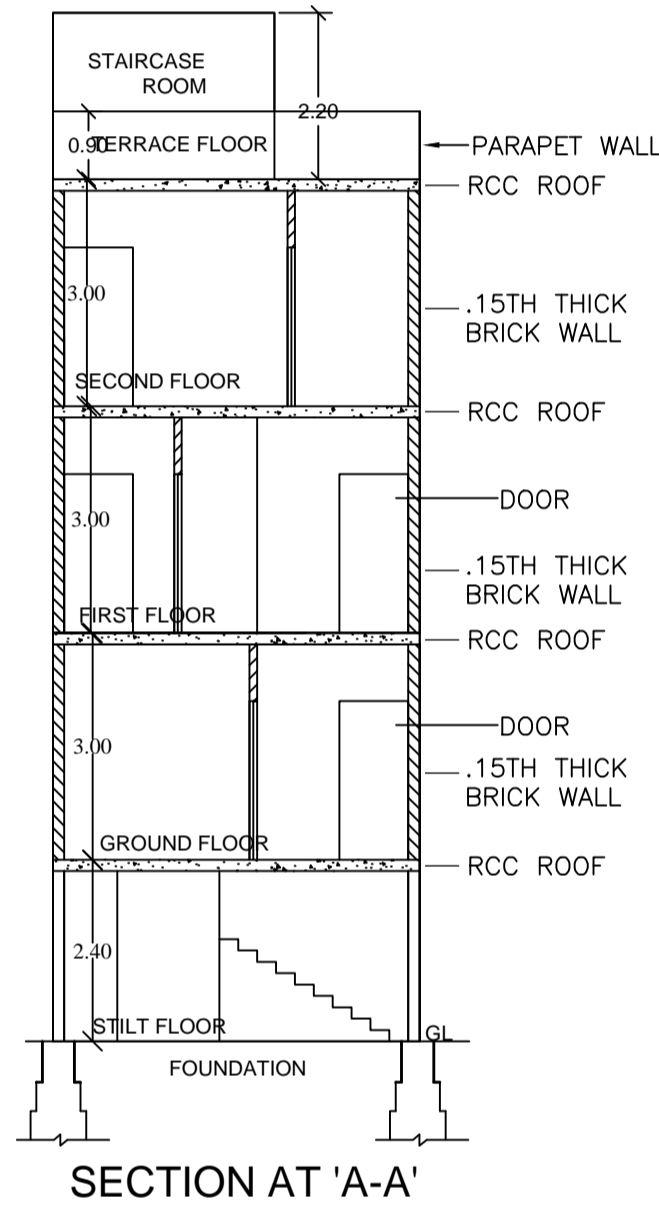 STAIRCASE
ROOM
2.20
0.90
TERRACE FLOOR
PARAPET WALL
RCC ROOF
3.00
.15TH THICK
BRICK WALL
SECOND FLOOR
RCC ROOF
3.00
DOOR
.15TH THICK
BRICK WALL
FIRST FLOOR
RCC ROOF
3.00
DOOR
.15TH THICK
BRICK WALL
GROUND FLOOR
RCC ROOF
2.40
STILT FLOOR
GL
FOUNDATION
SECTION AT 'A-A'